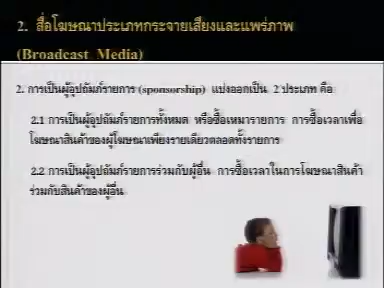 2. สื่อโฆษณาประเภทกระจายเสียงและแพร่ภาพ
(Broadcast Media)
2. การเป็นผู้อุปถัมภ์รายการ (sponsorship) แบ่งออกเป็น 2 ประเภท คือ
2.1 การเป็นผู้อุปถัมภ์รายการทั้งหมด หรือซื้อเหมารายการ การซื้อเวลาเพื่อ
โฆษณาสินค้าของผู้โฆษณาเพียงรายเดียวตลอดทั้งรายการ
2.2 การเป็นผู้อุปถัมภ์รายการร่วมกับผู้อื่น การซื้อเวลาในการโฆษณาสินค้า
ร่วมกับสินค้าของผู้อื่น